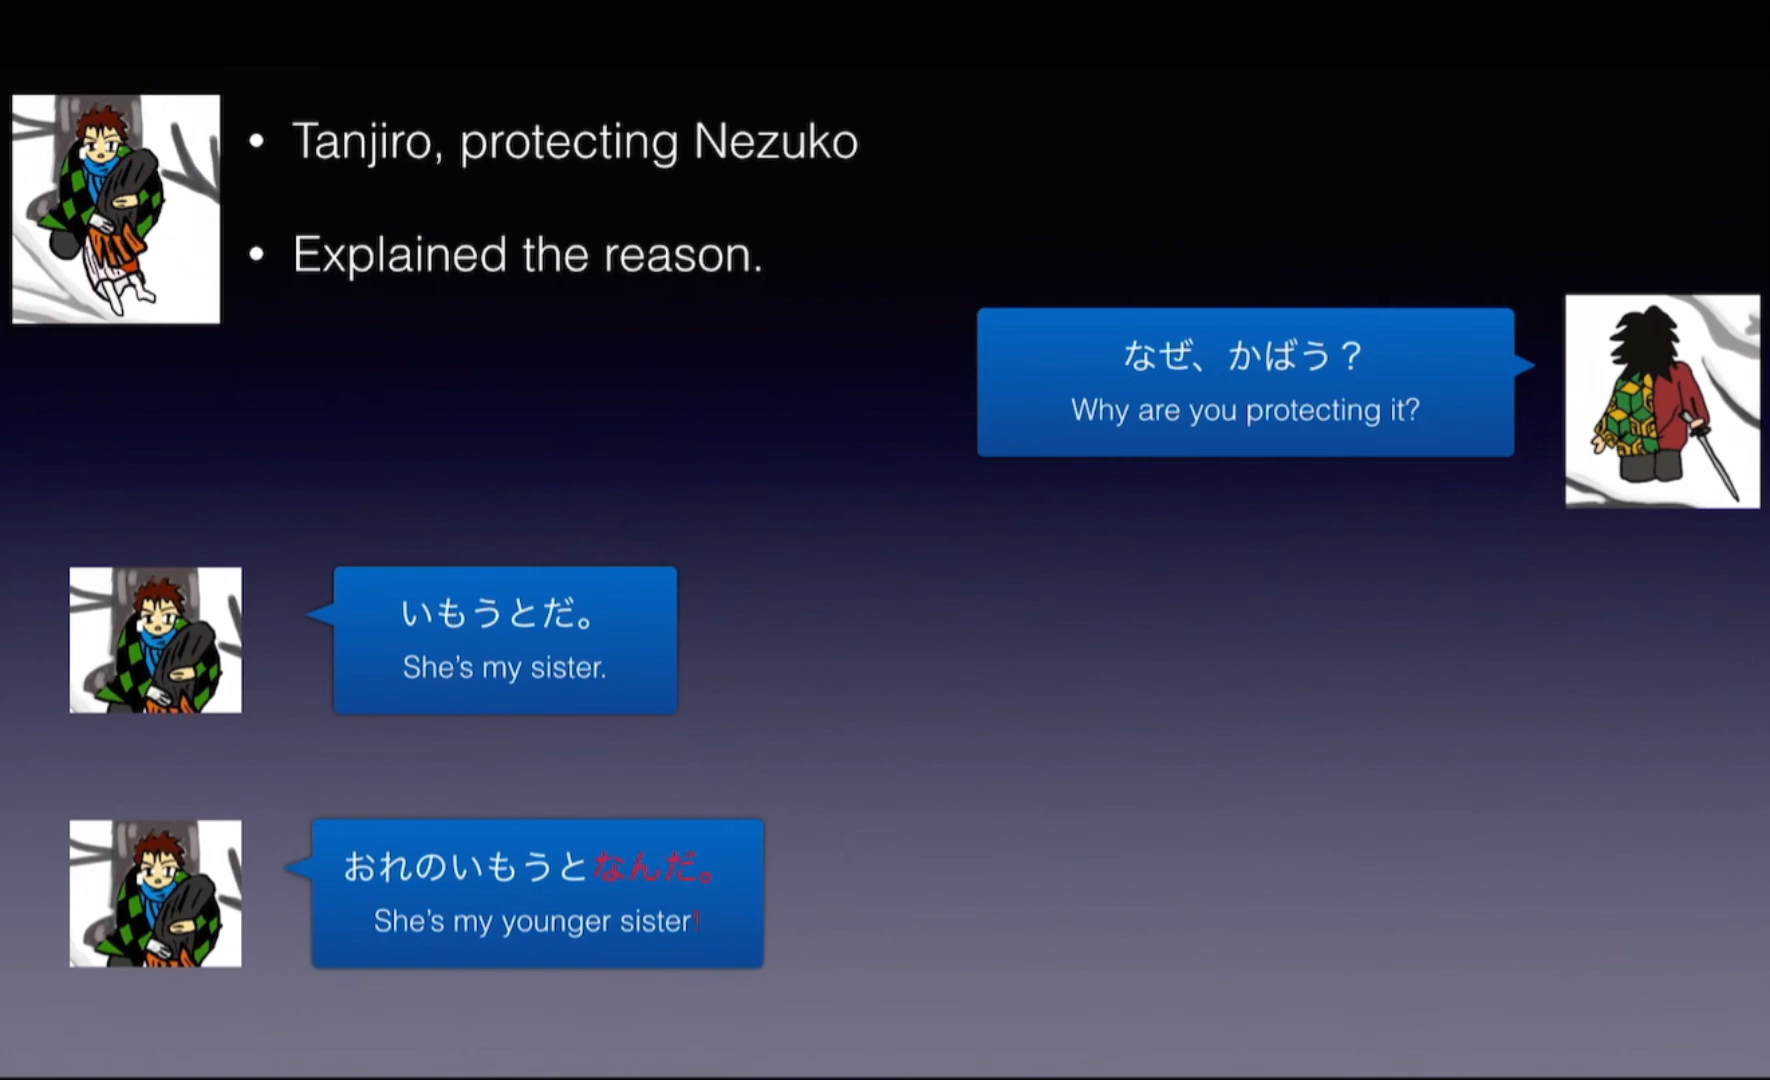 • Tanjiro, protecting Nezuko
• Explained the reason.
なぜ、かばう？
Why are you protecting it?
いもうとだ。
She's my sister.
おれのいもうとなんだ。
She's my younger sister!